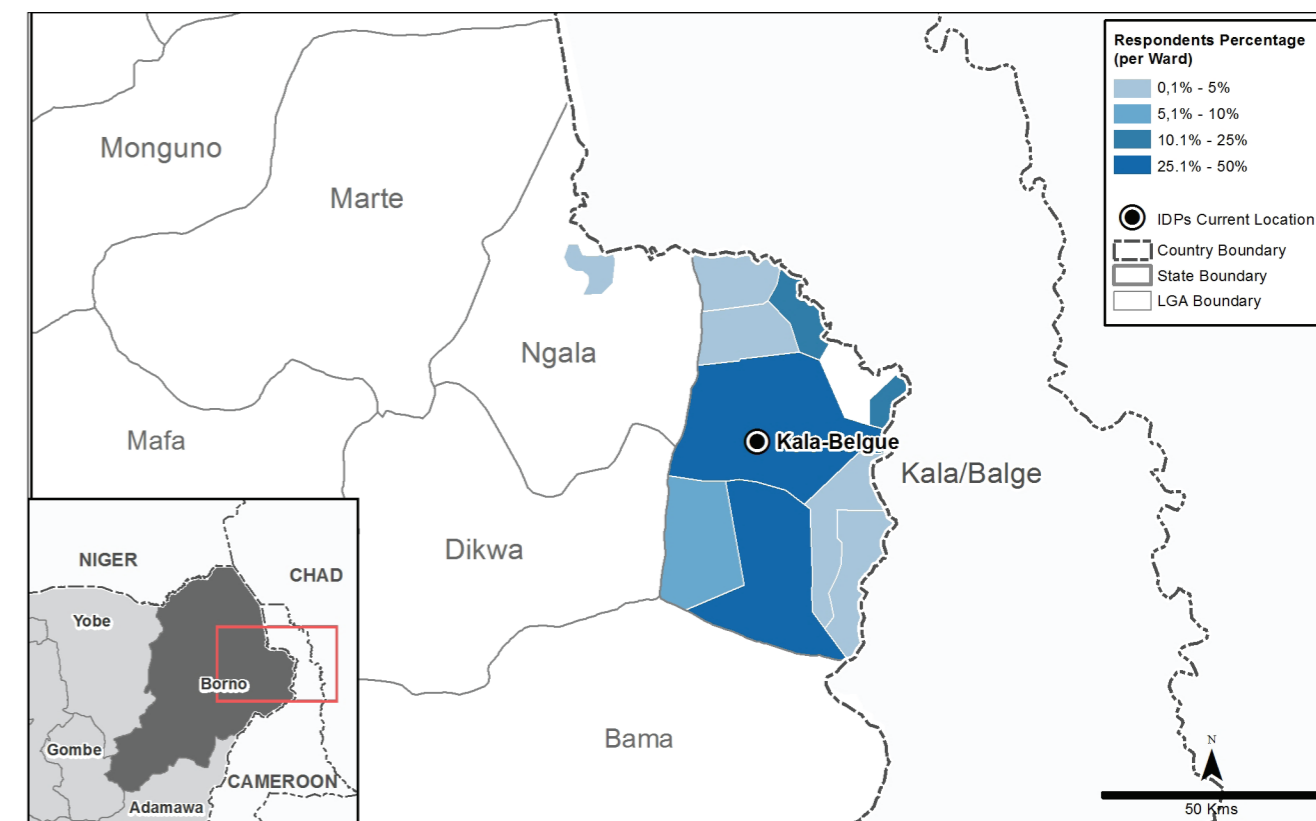 Respondents Percentage
(per Ward)
0,1% - 5%
5,1% - 10%
10.1% - 25%
25.1% - 50%
IDPs Current Location
Country Boundary
State Boundary
LGA Boundary
Monguno
Marte
Ngala
Mafa
Kala-Belgue
Kala/Balge
Dikwa
Bama
NIGER
CHAD
Yobe
Borno
Gombe
CAMEROON
Adamawa
N
50 Kms